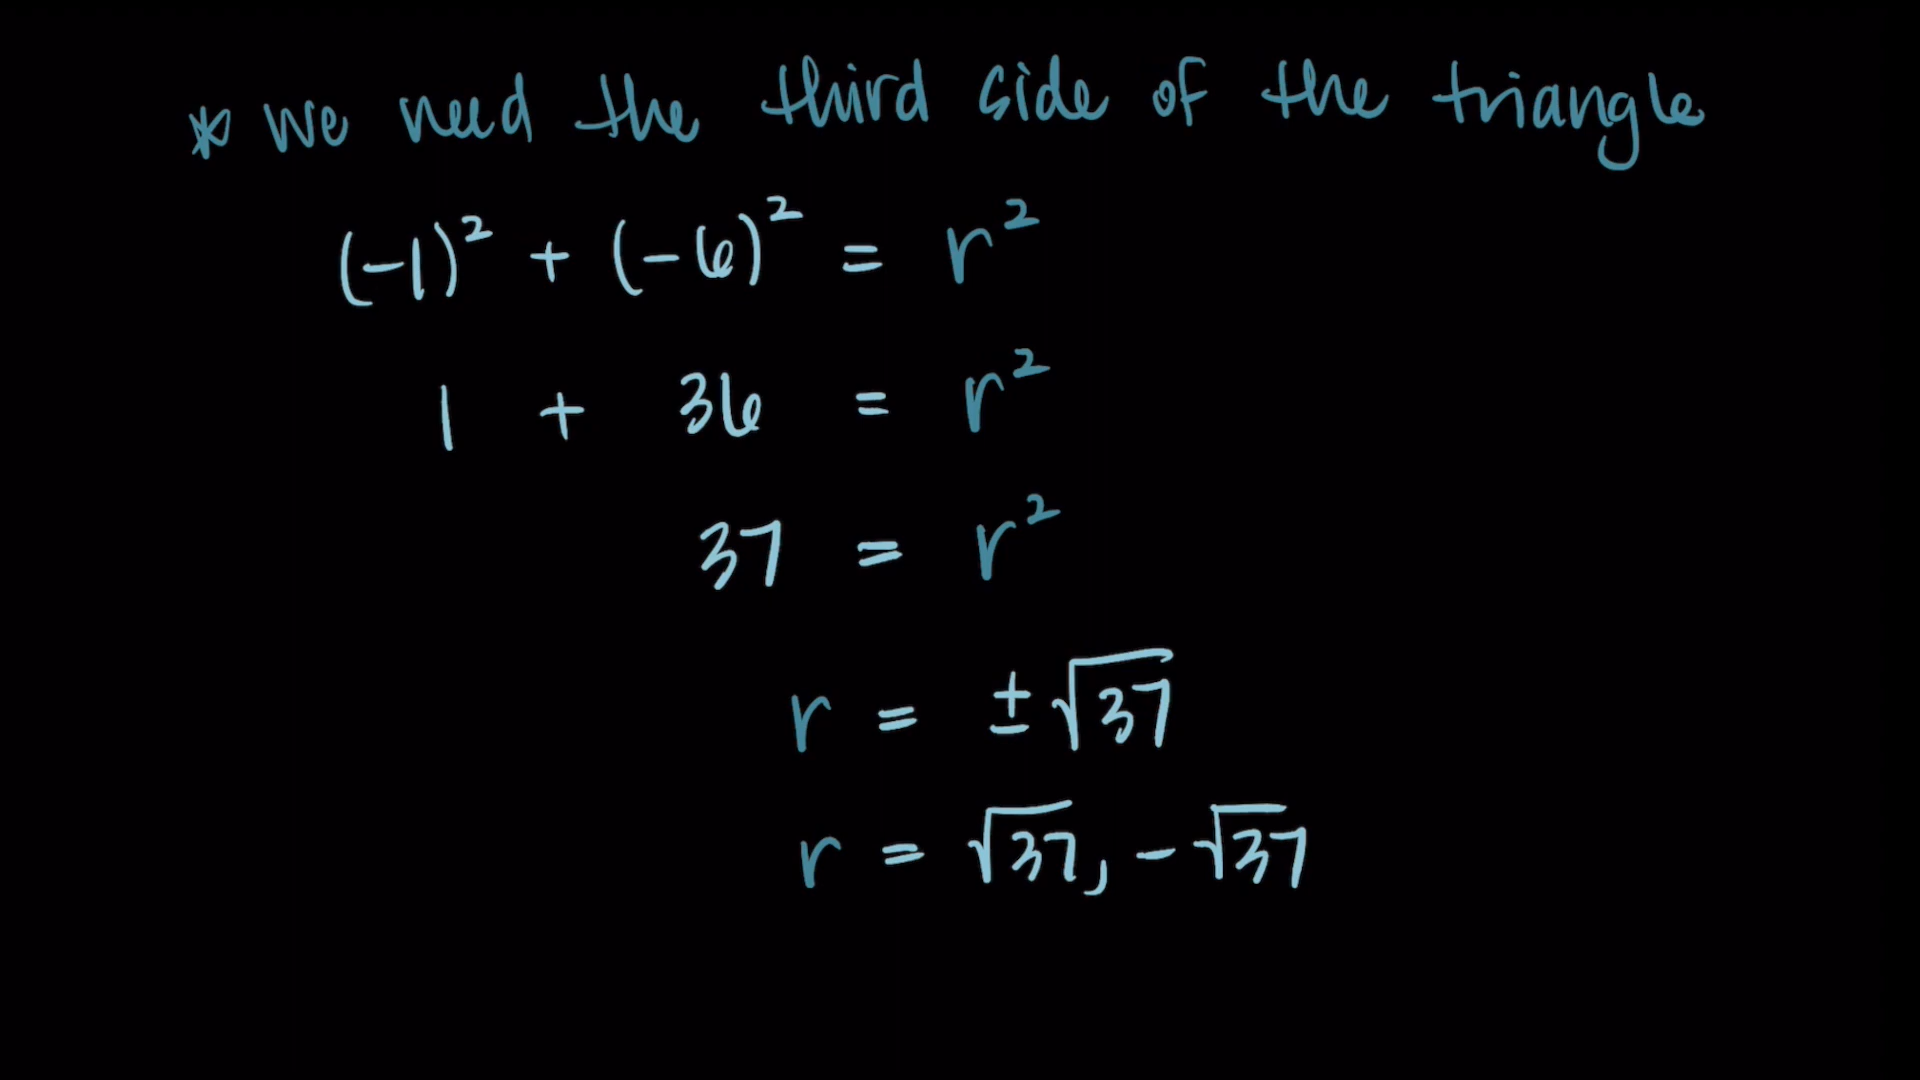 * we need the third side of the triangle
(-1)² + (-6)² = r²
1 + 36 = r²
37 = r²
r = ±√37
r = √37, -√37